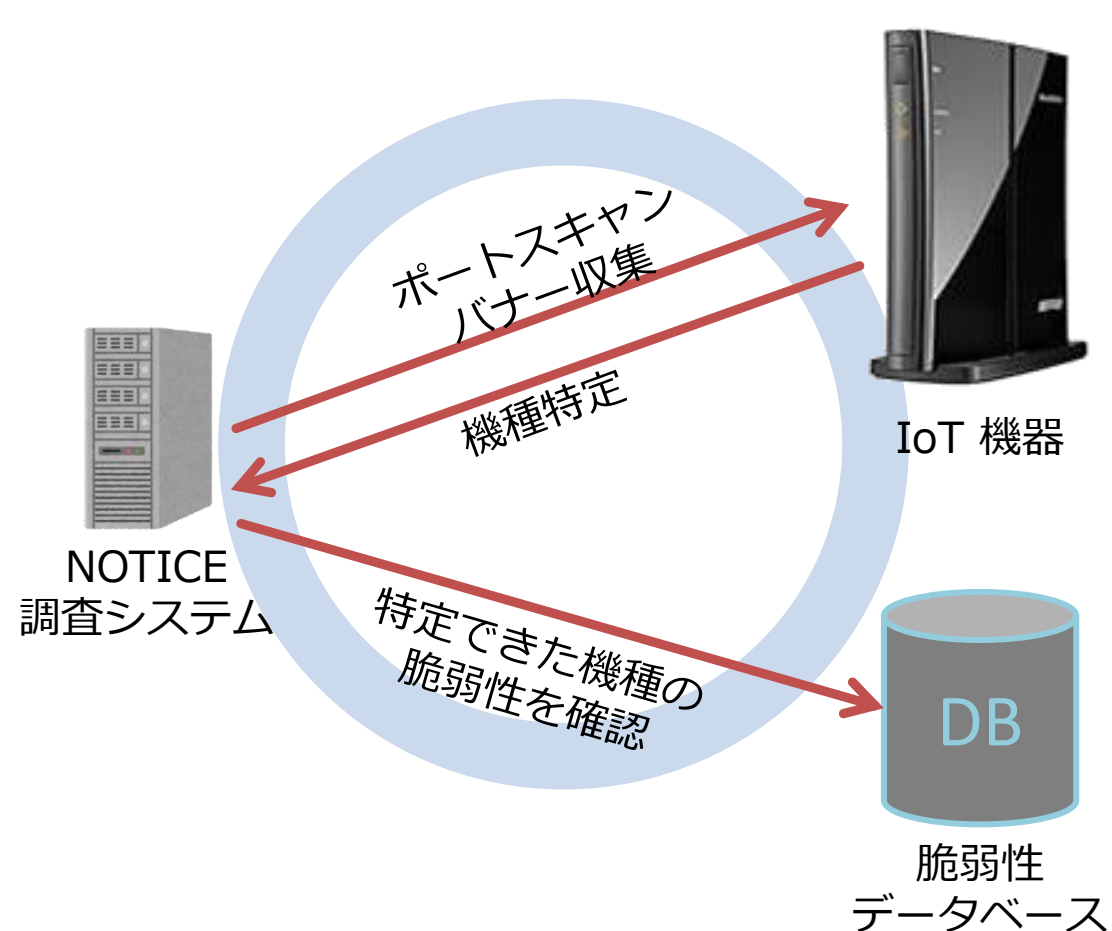 ポートスキャン
バナー収集
機種特定
IoT 機器
NOTICE
調査システム
特定できた機種の
脆弱性を確認
DB
脆弱性
データベース